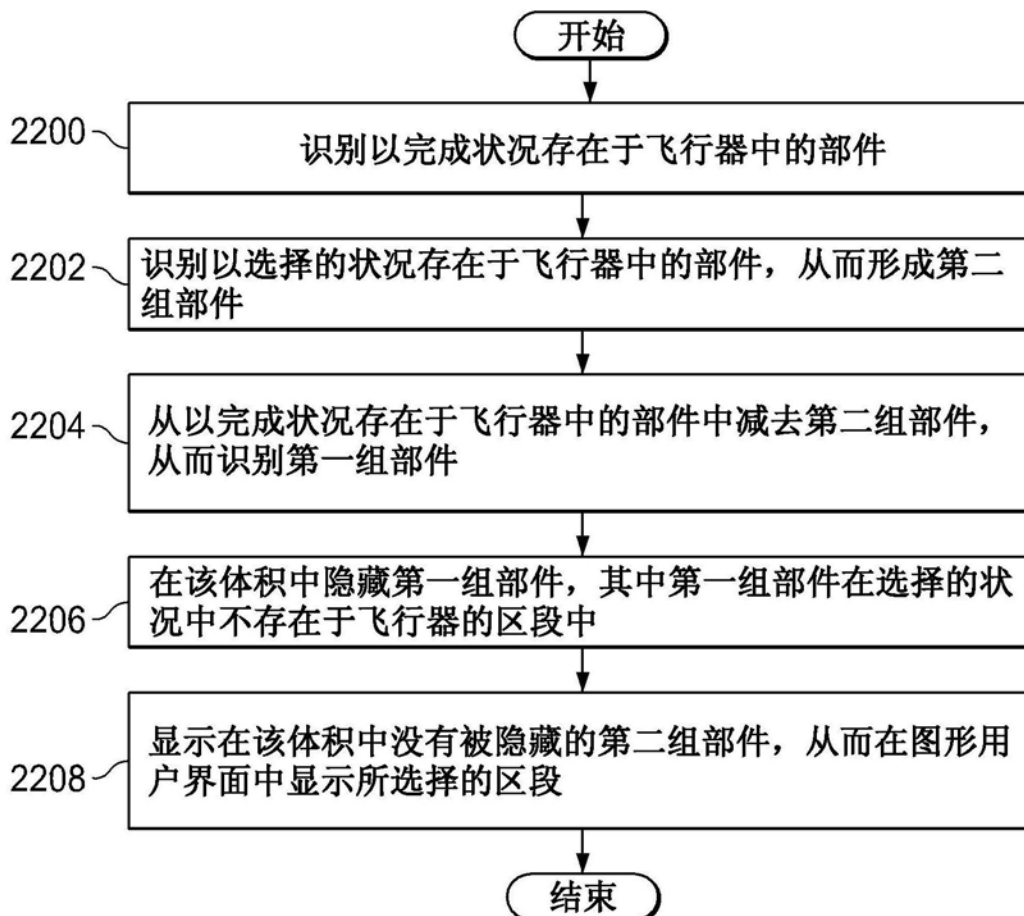 开始
2200
识别以完成状况存在于飞行器中的部件
2202
识别以选择的状况存在于飞行器中的部件，从而形成第二
组部件
2204
从以完成状况存在于飞行器中的部件中减去第二组部件，
从而识别第一组部件
2206
在该体积中隐藏第一组部件，其中第一组部件在选择的状
况中不存在于飞行器的区段中
2208
显示在该体积中没有被隐藏的第二组部件，从而在图形用
户界面中显示所选择的区段
结束